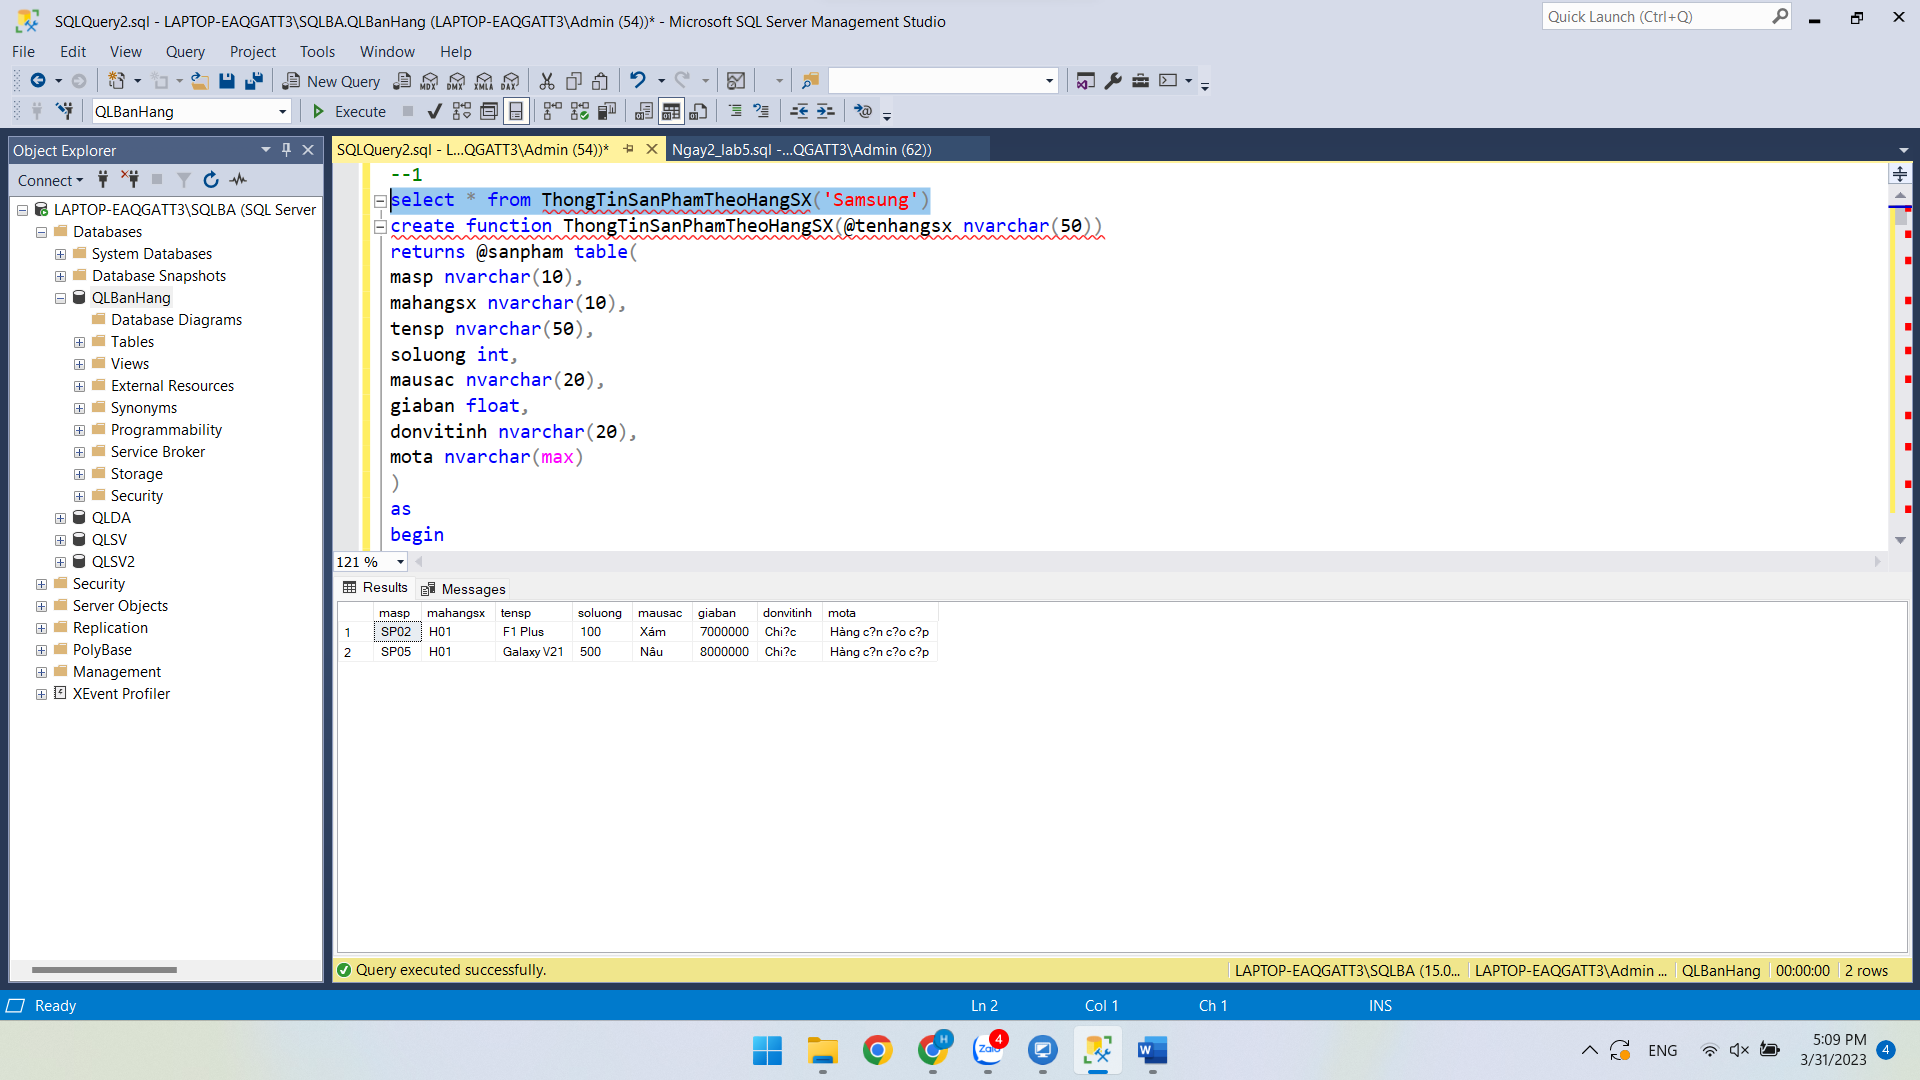 SQLQuery2.sql - LAPTOP-EAQGATT3\SQLBA.QLBanHang (LAPTOP-EAQGATT3\Admin (54))* - Microsoft SQL Server Management Studio
Quick Launch (Ctrl+Q)
File Edit View Query Project Tools Window Help
New Query MDX DMX XMLA DAX
QLBanHang Execute
Object Explorer
SQLQuery2.sql - L...QGATT3\Admin (54))* Ngay2_lab5.sql -...QGATT3\Admin (62))
Connect
LAPTOP-EAQGATT3\SQLBA (SQL Server
Databases
System Databases
Database Snapshots
QLBanHang
Database Diagrams
Tables
Views
External Resources
Synonyms
Programmability
Service Broker
Storage
Security
QLDA
QLSV
QLSV2
Security
Server Objects
Replication
PolyBase
Management
XEvent Profiler
--1
select * from ThongTinSanPhamTheoHangSX('Samsung')
create function ThongTinSanPhamTheoHangSX(@tenhangsx nvarchar(50))
returns @sanpham table(
masp nvarchar(10),
mahangsx nvarchar(10),
tensp nvarchar(50),
soluong int,
mausac nvarchar(20),
giaban float,
donvitinh nvarchar(20),
mota nvarchar(max)
)
as
begin
121 %
Results Messages
masp mahangsx tensp soluong mausac giaban donvitinh mota
1 SP02 H01 F1 Plus 100 Xám 7000000 Chi?c Hàng c?n c?o c?p
2 SP05 H01 Galaxy V21 500 Nâu 8000000 Chi?c Hàng c?n c?o c?p
Query executed successfully. LAPTOP-EAQGATT3\SQLBA (15.0... LAPTOP-EAQGATT3\Admin ... QLBanHang 00:00:00 2 rows
Ready Ln 2 Col 1 Ch 1 INS
H Zalo 4 W
ENG
5:09 PM
3/31/2023
4